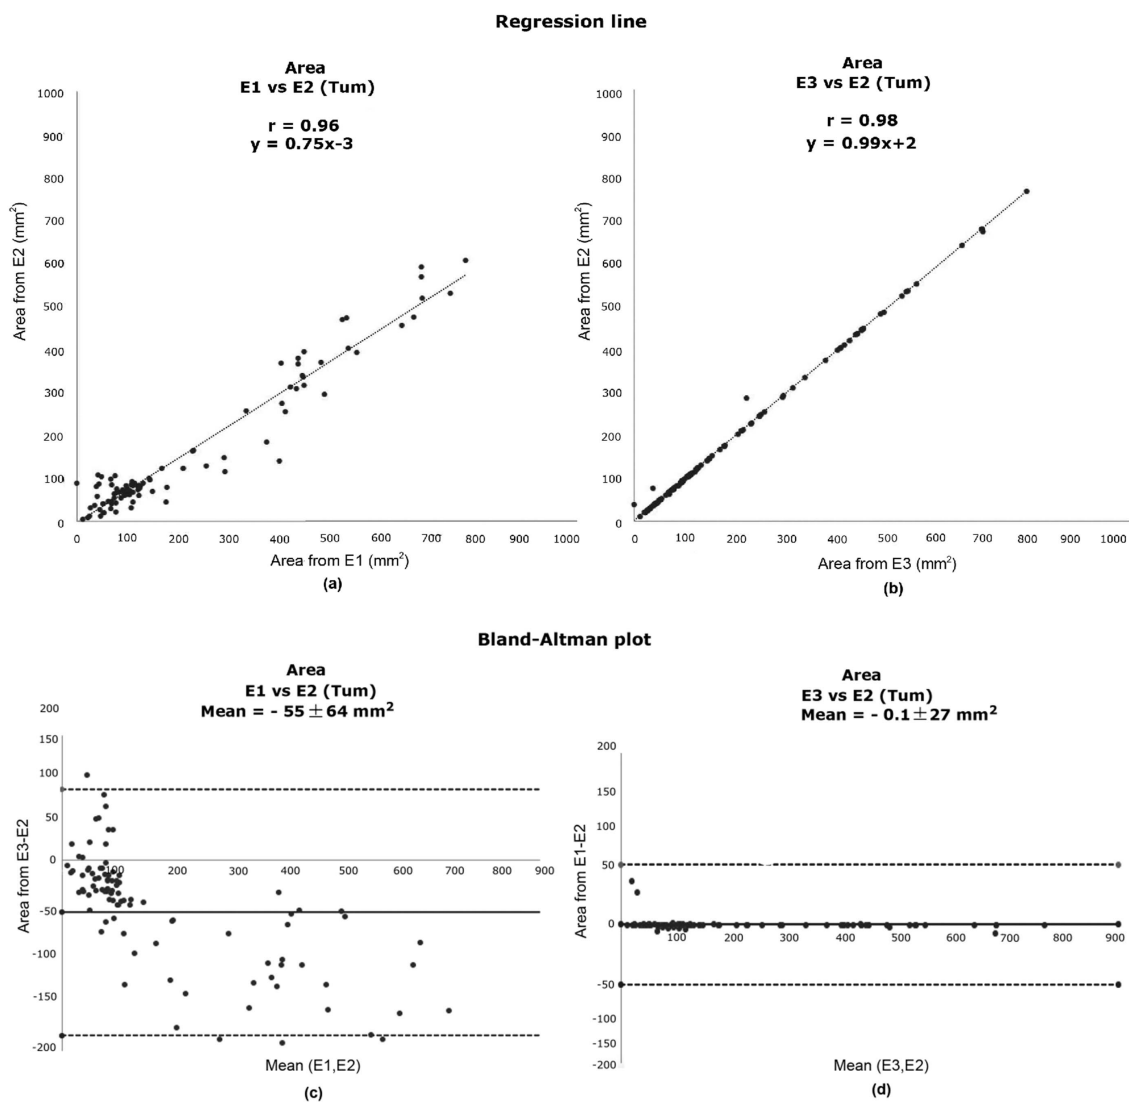 Regression line
Area
E1 vs E2 (Tum)
r = 0.96
y = 0.75x-3
Area from E2 (mm²)
1000
900
800
700
600
500
400
300
200
100
0
0 100 200 300 400 500 600 700 800 900 1000
Area from E1 (mm²)
(a)
Area
E3 vs E2 (Tum)
r = 0.98
y = 0.99x+2
Area from E2 (mm²)
1000
900
800
700
600
500
400
300
200
100
0
0 100 200 300 400 500 600 700 800 900 1000
Area from E3 (mm²)
(b)
Bland-Altman plot
Area
E1 vs E2 (Tum)
Mean = - 55 ± 64 mm²
Area from E3-E2
200
150
100
50
0
-50
-100
-150
-200
100 200 300 400 500 600 700 800 900
Mean (E1,E2)
(c)
Area
E3 vs E2 (Tum)
Mean = - 0.1 ± 27 mm²
Area from E1-E2
200
150
100
50
0
-50
-100
-150
-200
100 200 300 400 500 600 700 800 900
Mean (E3,E2)
(d)